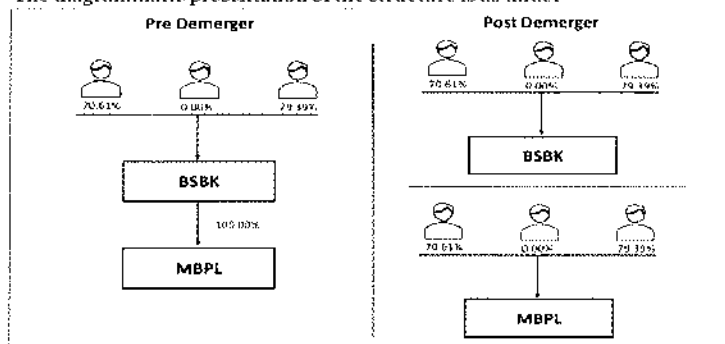 The diagrammatic presentation of the structure is as under
Pre Demerger
70.61% 0.00% 29.39%
BSBK
100.00%
MBPL
Post Demerger
70.61% 0.00% 29.39%
BSBK
70.61% 0.00% 29.39%
MBPL